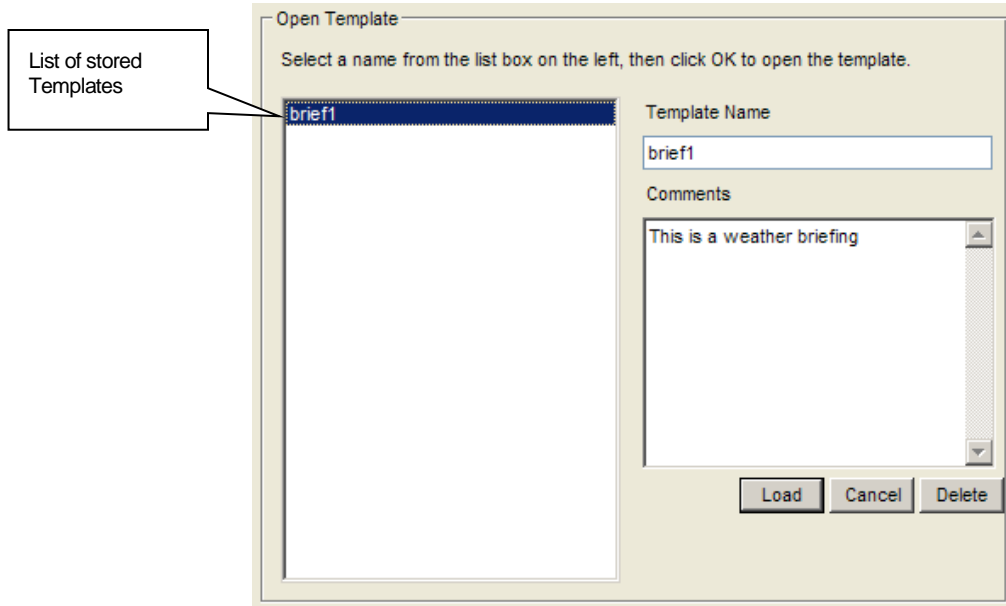 Open Template
List of stored
Templates
Select a name from the list box on the left, then click OK to open the template.
brief1
Template Name
brief1
Comments
This is a weather briefing
Load
Cancel
Delete